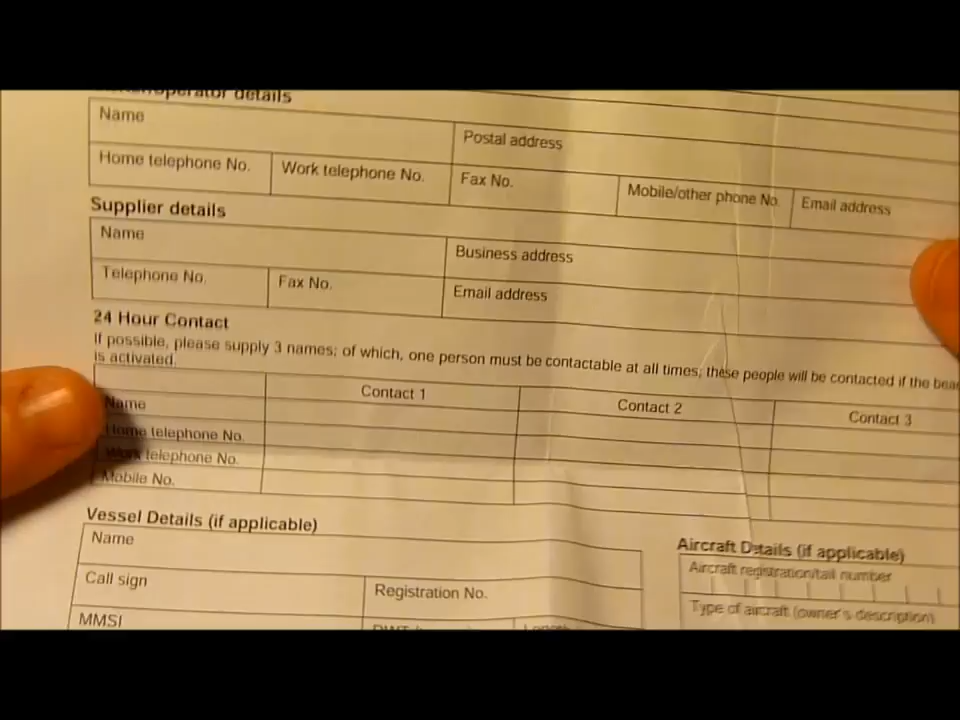 details
Name
Postal address
Home telephone No.
Work telephone No.
Fax No.
Mobile/other phone No.
Email address
Supplier details
Name
Business address
Telephone No.
Fax No.
Email address
24 Hour Contact
If possible, please supply 3 names; of which, one person must be contactable at all times; these people will be contacted if the
is activated.
Contact 1
Contact 2
Contact 3
Name
Home telephone No.
Work telephone No.
Mobile No.
Vessel Details (if applicable)
Name
Call sign
Registration No.
MMSI
Aircraft Details (if applicable)
Aircraft registration/tail number
Type of aircraft (owner's description)